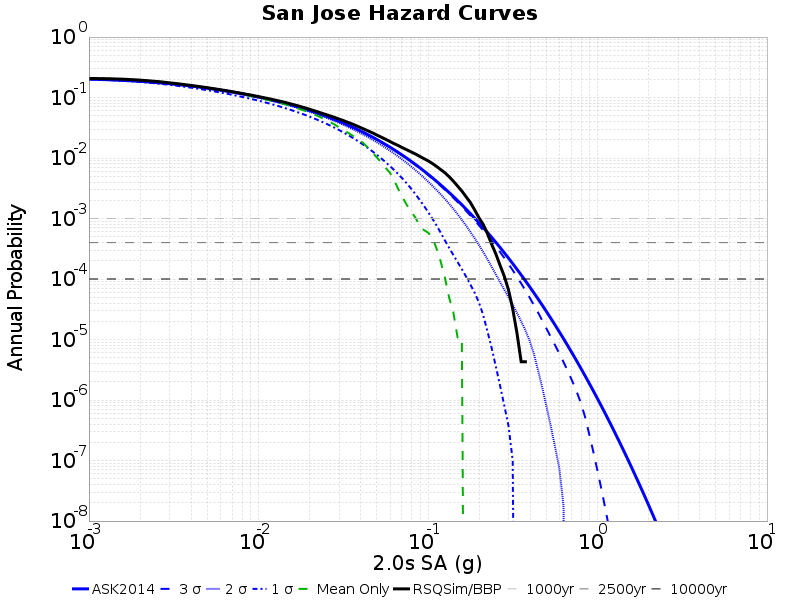 San Jose Hazard Curves
10^0
10^-1
10^-2
10^-3
10^-4
10^-5
10^-6
10^-7
10^-8
Annual Probability
10^-3 10^-2 10^-1 10^0 10^1
2.0s SA (g)
ASK2014 3 σ 2 σ 1 σ Mean Only RSQSim/BBP 1000yr 2500yr 10000yr